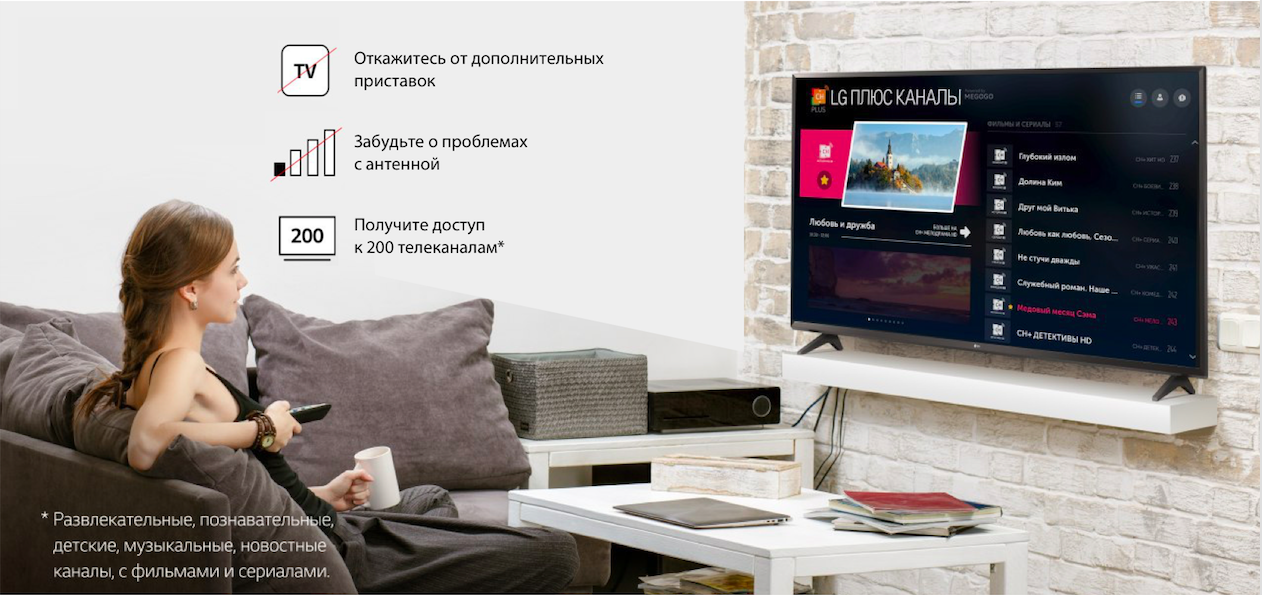 TV
Откажитесь от дополнительных
приставок
Забудьте о проблемах
с антенной
200
Получите доступ
к 200 телеканалам*
CH
PLUS
LG ПЛЮС КАНАЛЫ
MEGOGO
ФИЛЬМЫ И СЕРИАЛЫ 57
Глубокий излом
237
Долина Ким
238
Друг мой Витька
239
Любовь и дружба
БОЛЬШЕ НА
Любовь как любовь, Сезо...
240
Не стучи дважды
241
Служебный роман. Наше ...
242
Медовый месяц Сэма
243
CH+ ДЕТЕКТИВЫ HD
244
LG
* Развлекательные, познавательные,
детские, музыкальные, новостные
каналы, с фильмами и сериалами.